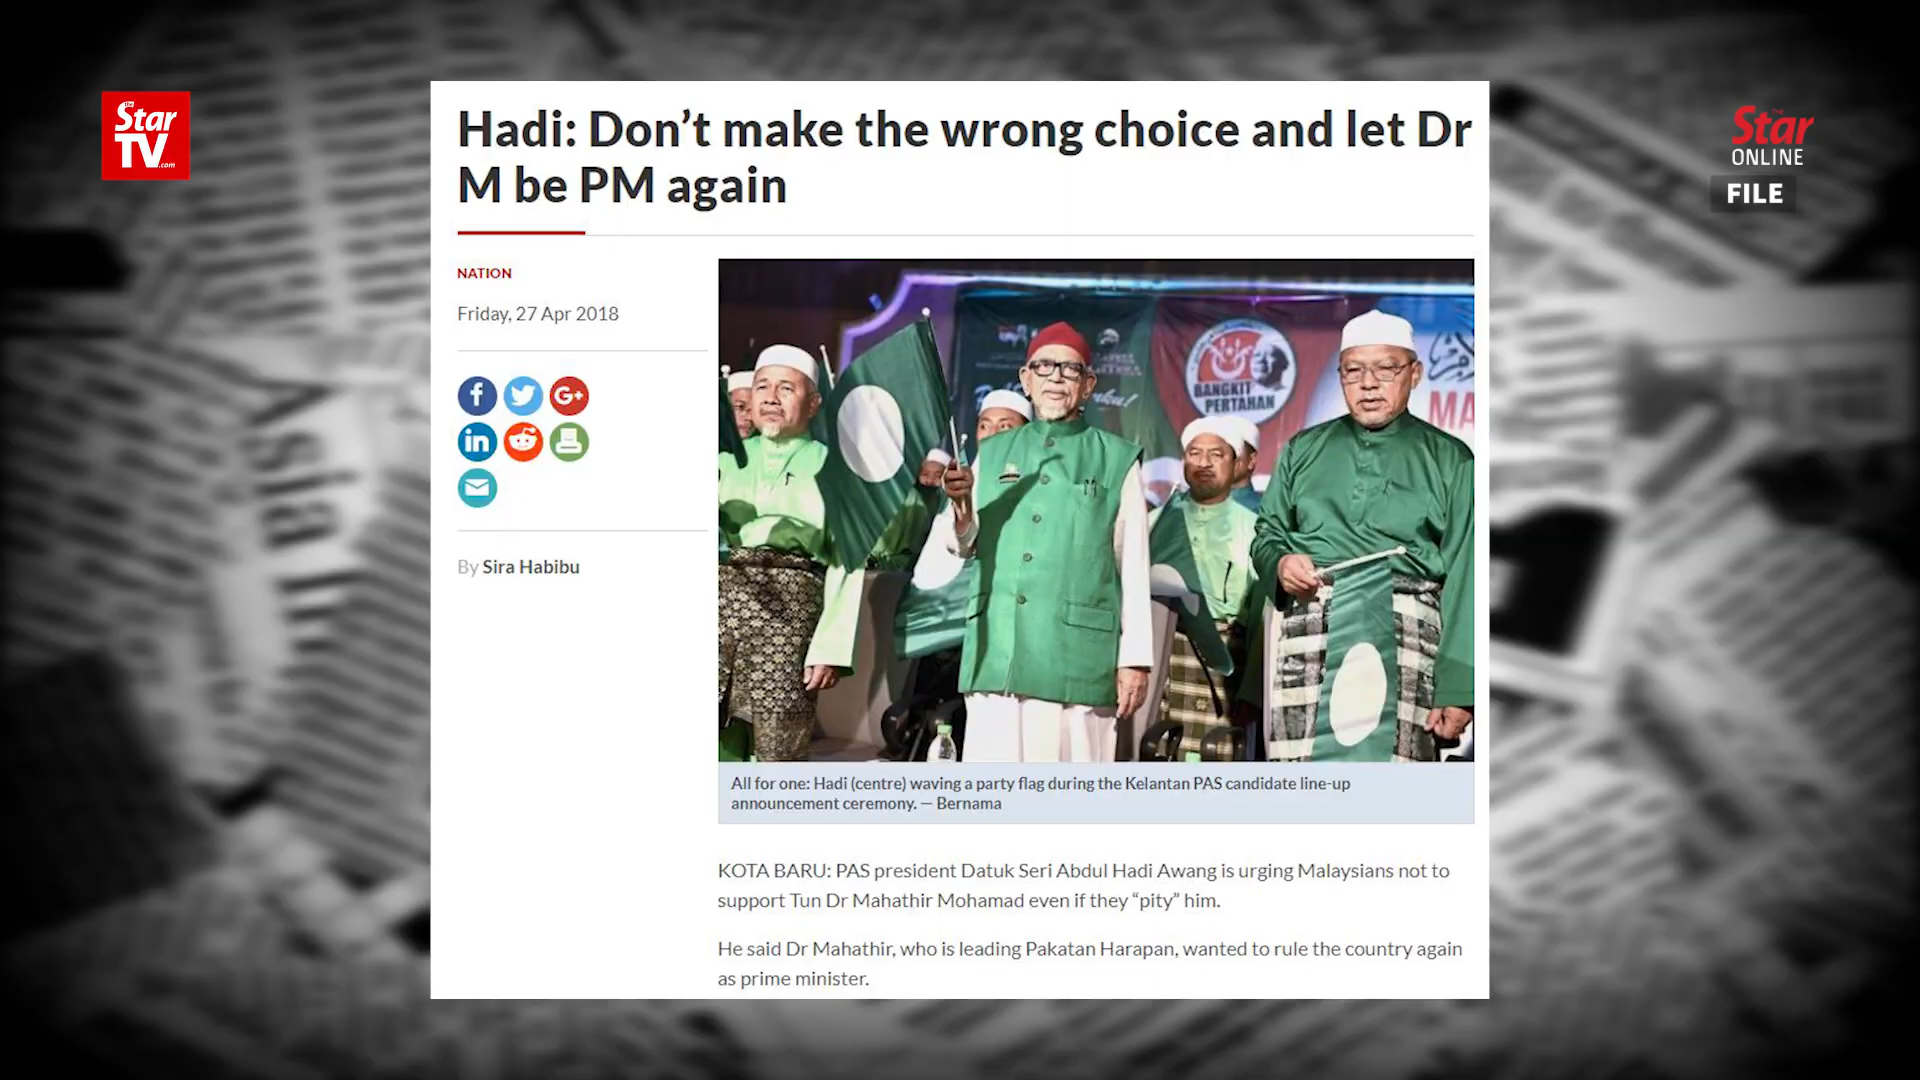 The Star
TV.com
Hadi: Don't make the wrong choice and let Dr
M be PM again
The Star
ONLINE
FILE
NATION
Friday, 27 Apr 2018
By Sira Habibu
BANGKIT
PERTAHAN
MA
All for one: Hadi (centre) waving a party flag during the Kelantan PAS candidate line-up
announcement ceremony. — Bernama
KOTA BARU: PAS president Datuk Seri Abdul Hadi Awang is urging Malaysians not to
support Tun Dr Mahathir Mohamad even if they “pity” him.
He said Dr Mahathir, who is leading Pakatan Harapan, wanted to rule the country again
as prime minister.